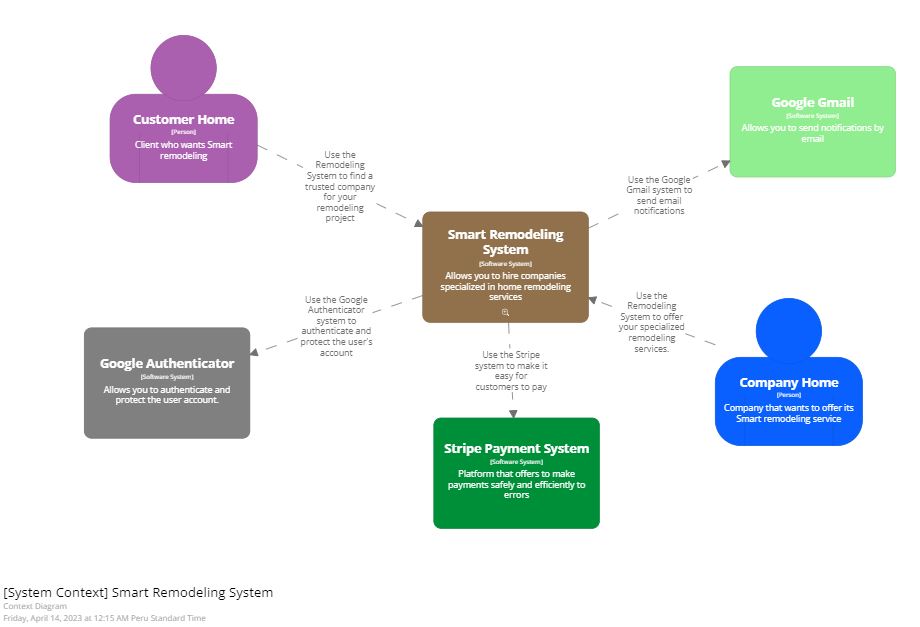 Customer Home
[Person]
Client who wants Smart
remodeling
Google Gmail
[Software System]
Allows you to send notifications by
email
Use the
Remodeling
System to find a
trusted company
for your
remodeling
project
Use the Google
Gmail system to
send email
notifications
Smart Remodeling
System
[Software System]
Allows you to hire companies
specialized in home remodeling
services
Use the Google
Authenticator
system to
authenticate and
protect the user's
account
Use the
Remodeling
System to offer
your specialized
remodeling
services.
Google Authenticator
[Software System]
Allows you to authenticate and
protect the user account.
Use the Stripe
system to make it
easy for
customers to pay
Company Home
[Person]
Company that wants to offer its
Smart remodeling service
Stripe Payment System
[Software System]
Platform that offers to make
payments safely and efficiently to
errors
[System Context] Smart Remodeling System
Context Diagram
Friday, April 14, 2023 at 12:15 AM Peru Standard Time